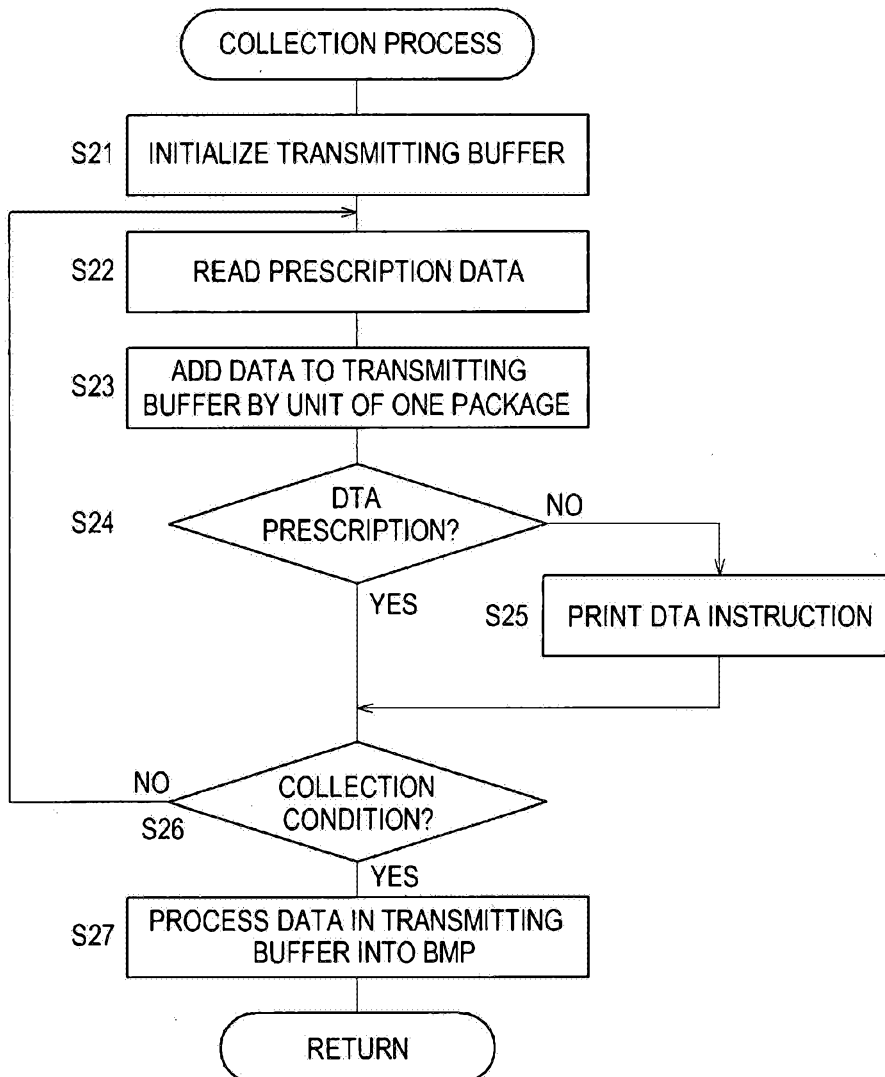 COLLECTION PROCESS
S21
INITIALIZE TRANSMITTING BUFFER
S22
READ PRESCRIPTION DATA
S23
ADD DATA TO TRANSMITTING
BUFFER BY UNIT OF ONE PACKAGE
S24
DTA
PRESCRIPTION?
NO
YES
S25
PRINT DTA INSTRUCTION
NO
S26
COLLECTION
CONDITION?
YES
S27
PROCESS DATA IN TRANSMITTING
BUFFER INTO BMP
RETURN